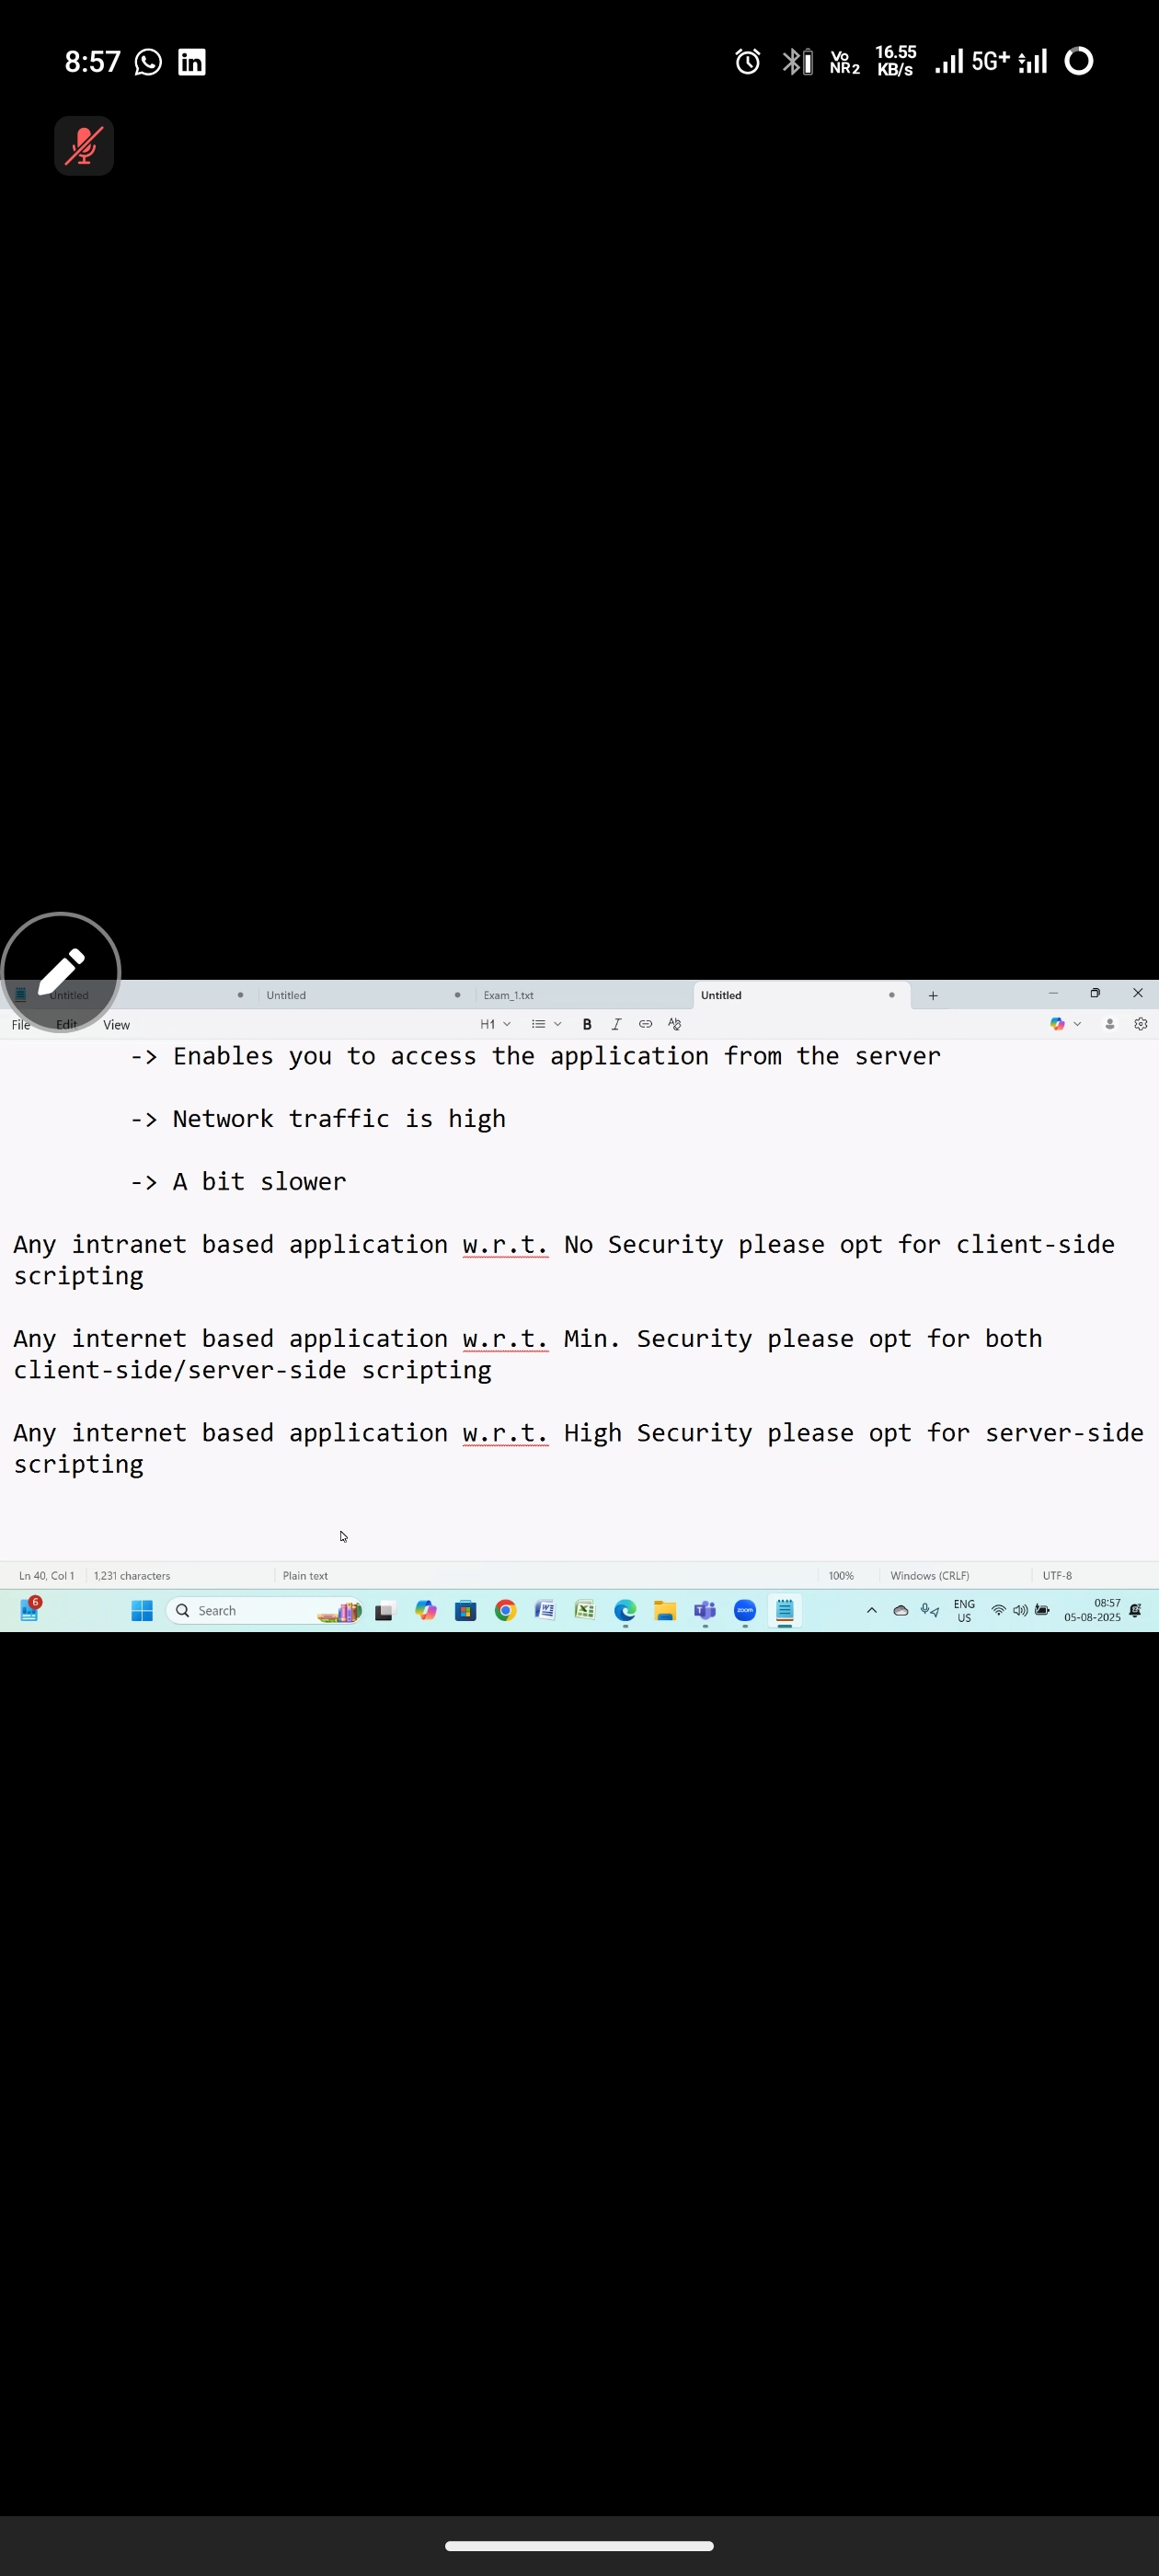 8:57
Vo
NR2
16.55
KB/s
5G+
Untitled
Untitled
Exam_1.txt
Untitled
File Edit View
H1
B
I
-> Enables you to access the application from the server
-> Network traffic is high
-> A bit slower
Any intranet based application w.r.t. No Security please opt for client-side
scripting
Any internet based application w.r.t. Min. Security please opt for both
client-side/server-side scripting
Any internet based application w.r.t. High Security please opt for server-side
scripting
Ln 40, Col 1 1,231 characters Plain text 100% Windows (CRLF) UTF-8
6
Search
zoom
ENG
US
08:57
05-08-2025